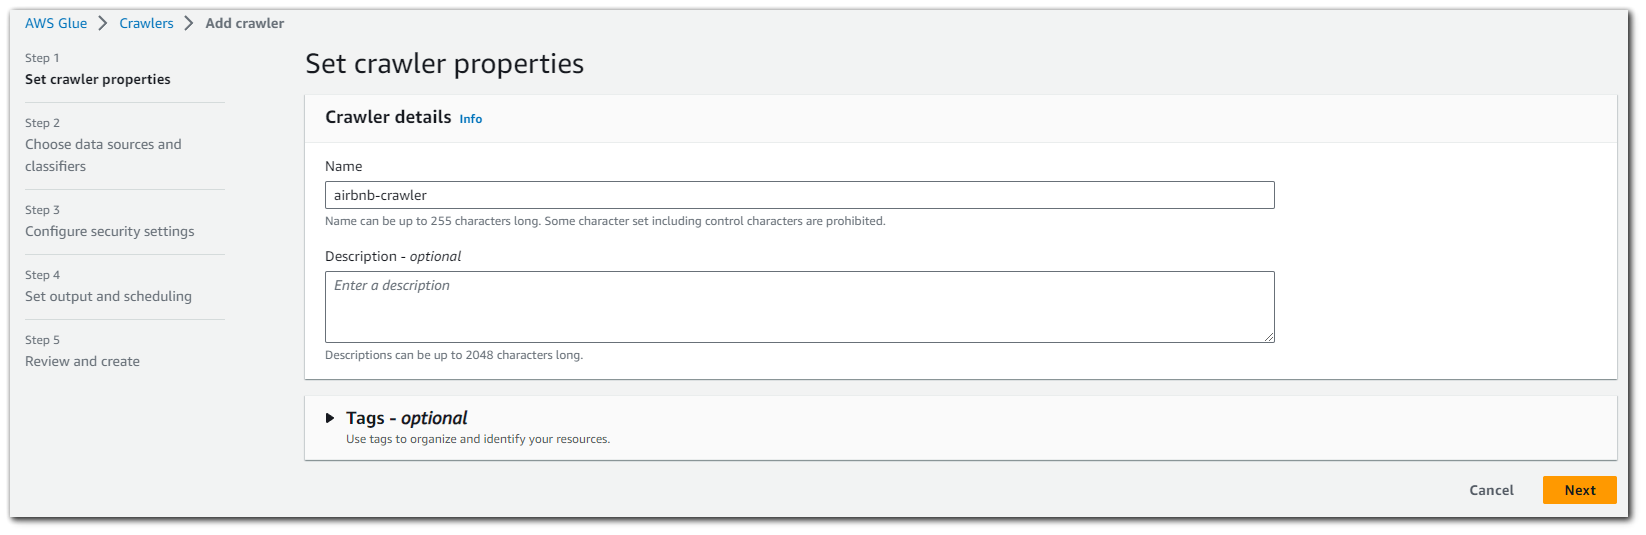 AWS Glue > Crawlers > Add crawler
Step 1
Set crawler properties
Step 2
Choose data sources and
classifiers
Step 3
Configure security settings
Step 4
Set output and scheduling
Step 5
Review and create
Set crawler properties
Crawler details Info
Name
airbnb-crawler
Name can be up to 255 characters long. Some character set including control characters are prohibited.
Description - optional
Enter a description
Descriptions can be up to 2048 characters long.
Tags - optional
Use tags to organize and identify your resources.
Cancel Next